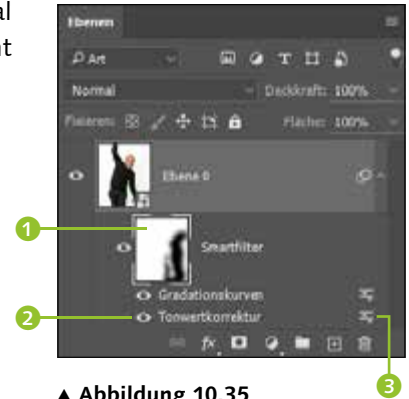 al
Ebenen
nt
Art
Normal Deckkraft: 100%
Fixieren: Fläche: 100%
Ebene 0
1
Smartfilter
Gradationskurven
2 Tonwertkorrektur
3
▲ Abbildung 10.35